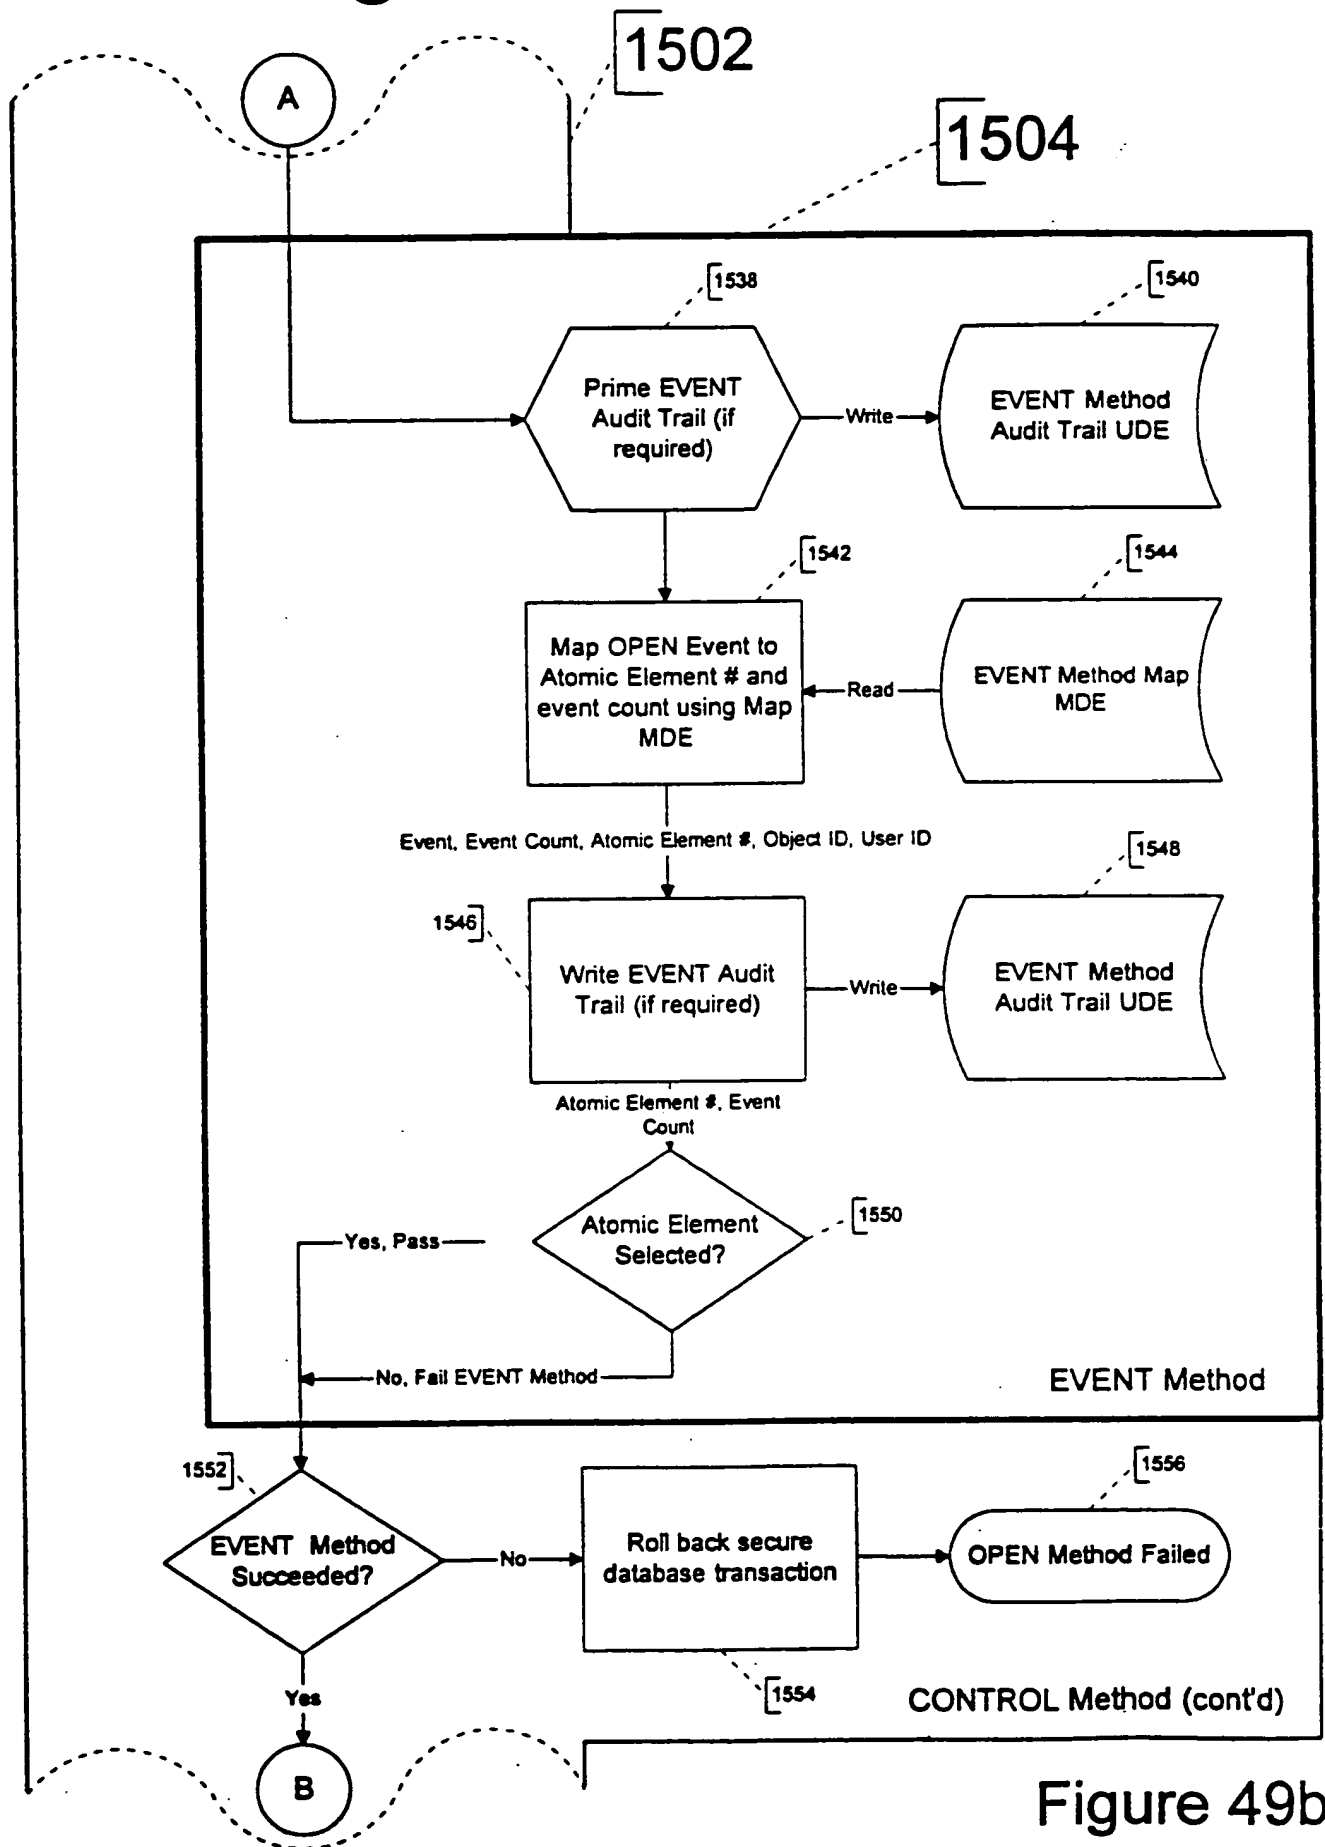 1502
A
1504
1538
1540
Prime EVENT
Audit Trail (if
required)
Write
EVENT Method
Audit Trail UDE
1542
1544
Map OPEN Event to
Atomic Element # and
event count using Map
MDE
Read
EVENT Method Map
MDE
Event, Event Count, Atomic Element #, Object ID, User ID
1548
1546
Write EVENT Audit
Trail (if required)
Write
EVENT Method
Audit Trail UDE
Atomic Element #, Event
Count
1550
Atomic Element
Selected?
Yes, Pass
No, Fail EVENT Method
EVENT Method
1552
1556
EVENT Method
Succeeded?
No
Roll back secure
database transaction
OPEN Method Failed
1554
Yes
CONTROL Method (cont'd)
B
Figure 49b